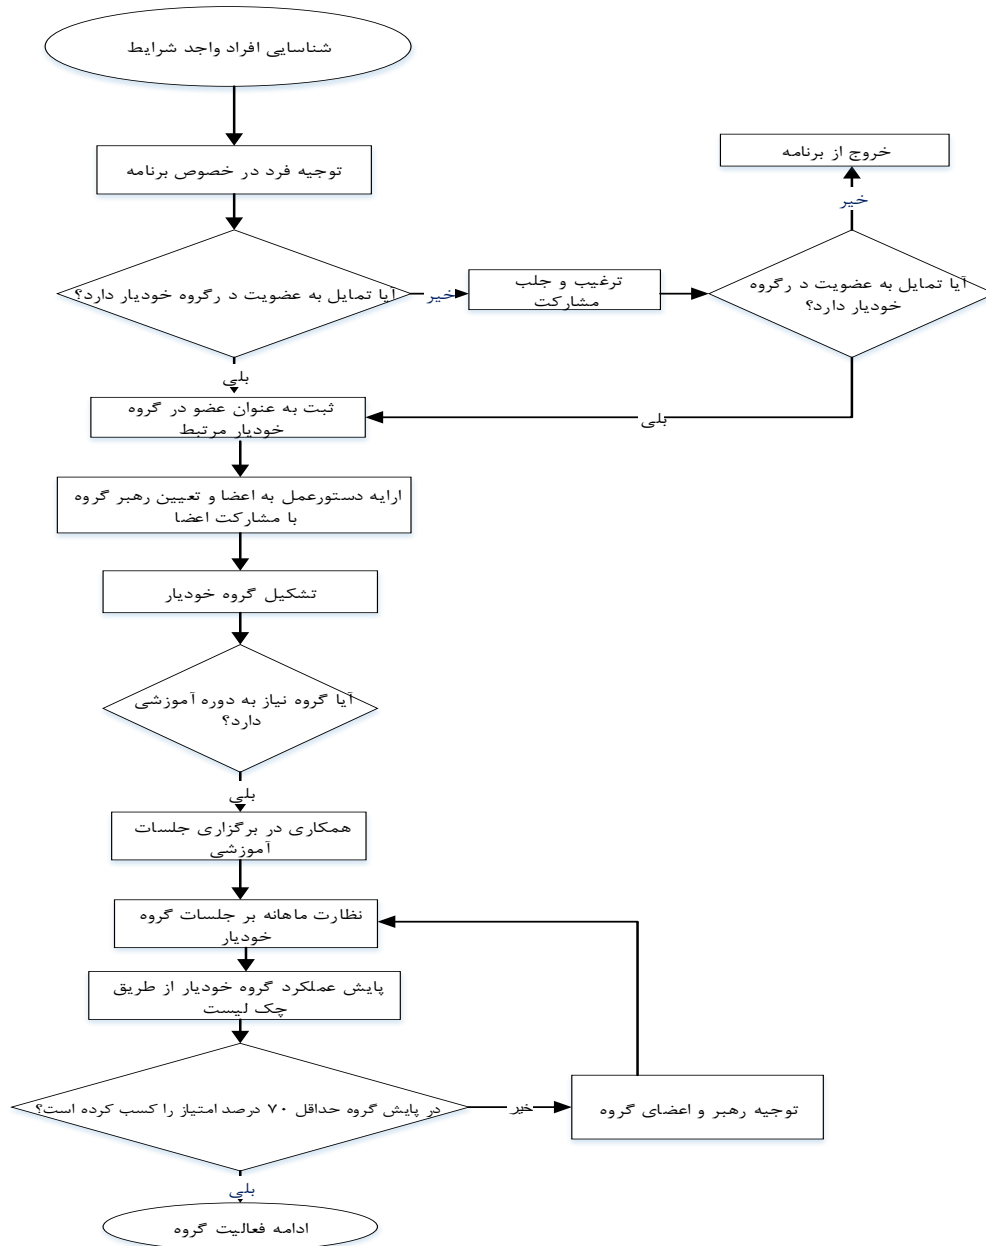 شناسایی افراد واجد شرایط
توجیه فرد در خصوص برنامه
خروج از برنامه
خیر
آیا تمایل به عضویت د رگروه خودیار دارد؟
خیر
ترغیب و جلب
مشارکت
آیا تمایل به عضویت د رگروه
خودیار دارد؟
بلی
ثبت به عنوان عضو در گروه
خودیار مرتبط
بلی
ارایه دستورعمل به اعضا و تعیین رهبر گروه
با مشارکت اعضا
تشکیل گروه خودیار
آیا گروه نیاز به دوره آموزشی
دارد؟
بلی
همکاری در برگزاری جلسات
آموزشی
نظارت ماهانه بر جلسات گروه
خودیار
پایش عملکرد گروه خودیار از طریق
چک لیست
در پایش گروه حداقل ۷۰ درصد امتیاز را کسب کرده است؟
خیر
توجیه رهبر و اعضای گروه
بلی
ادامه فعالیت گروه